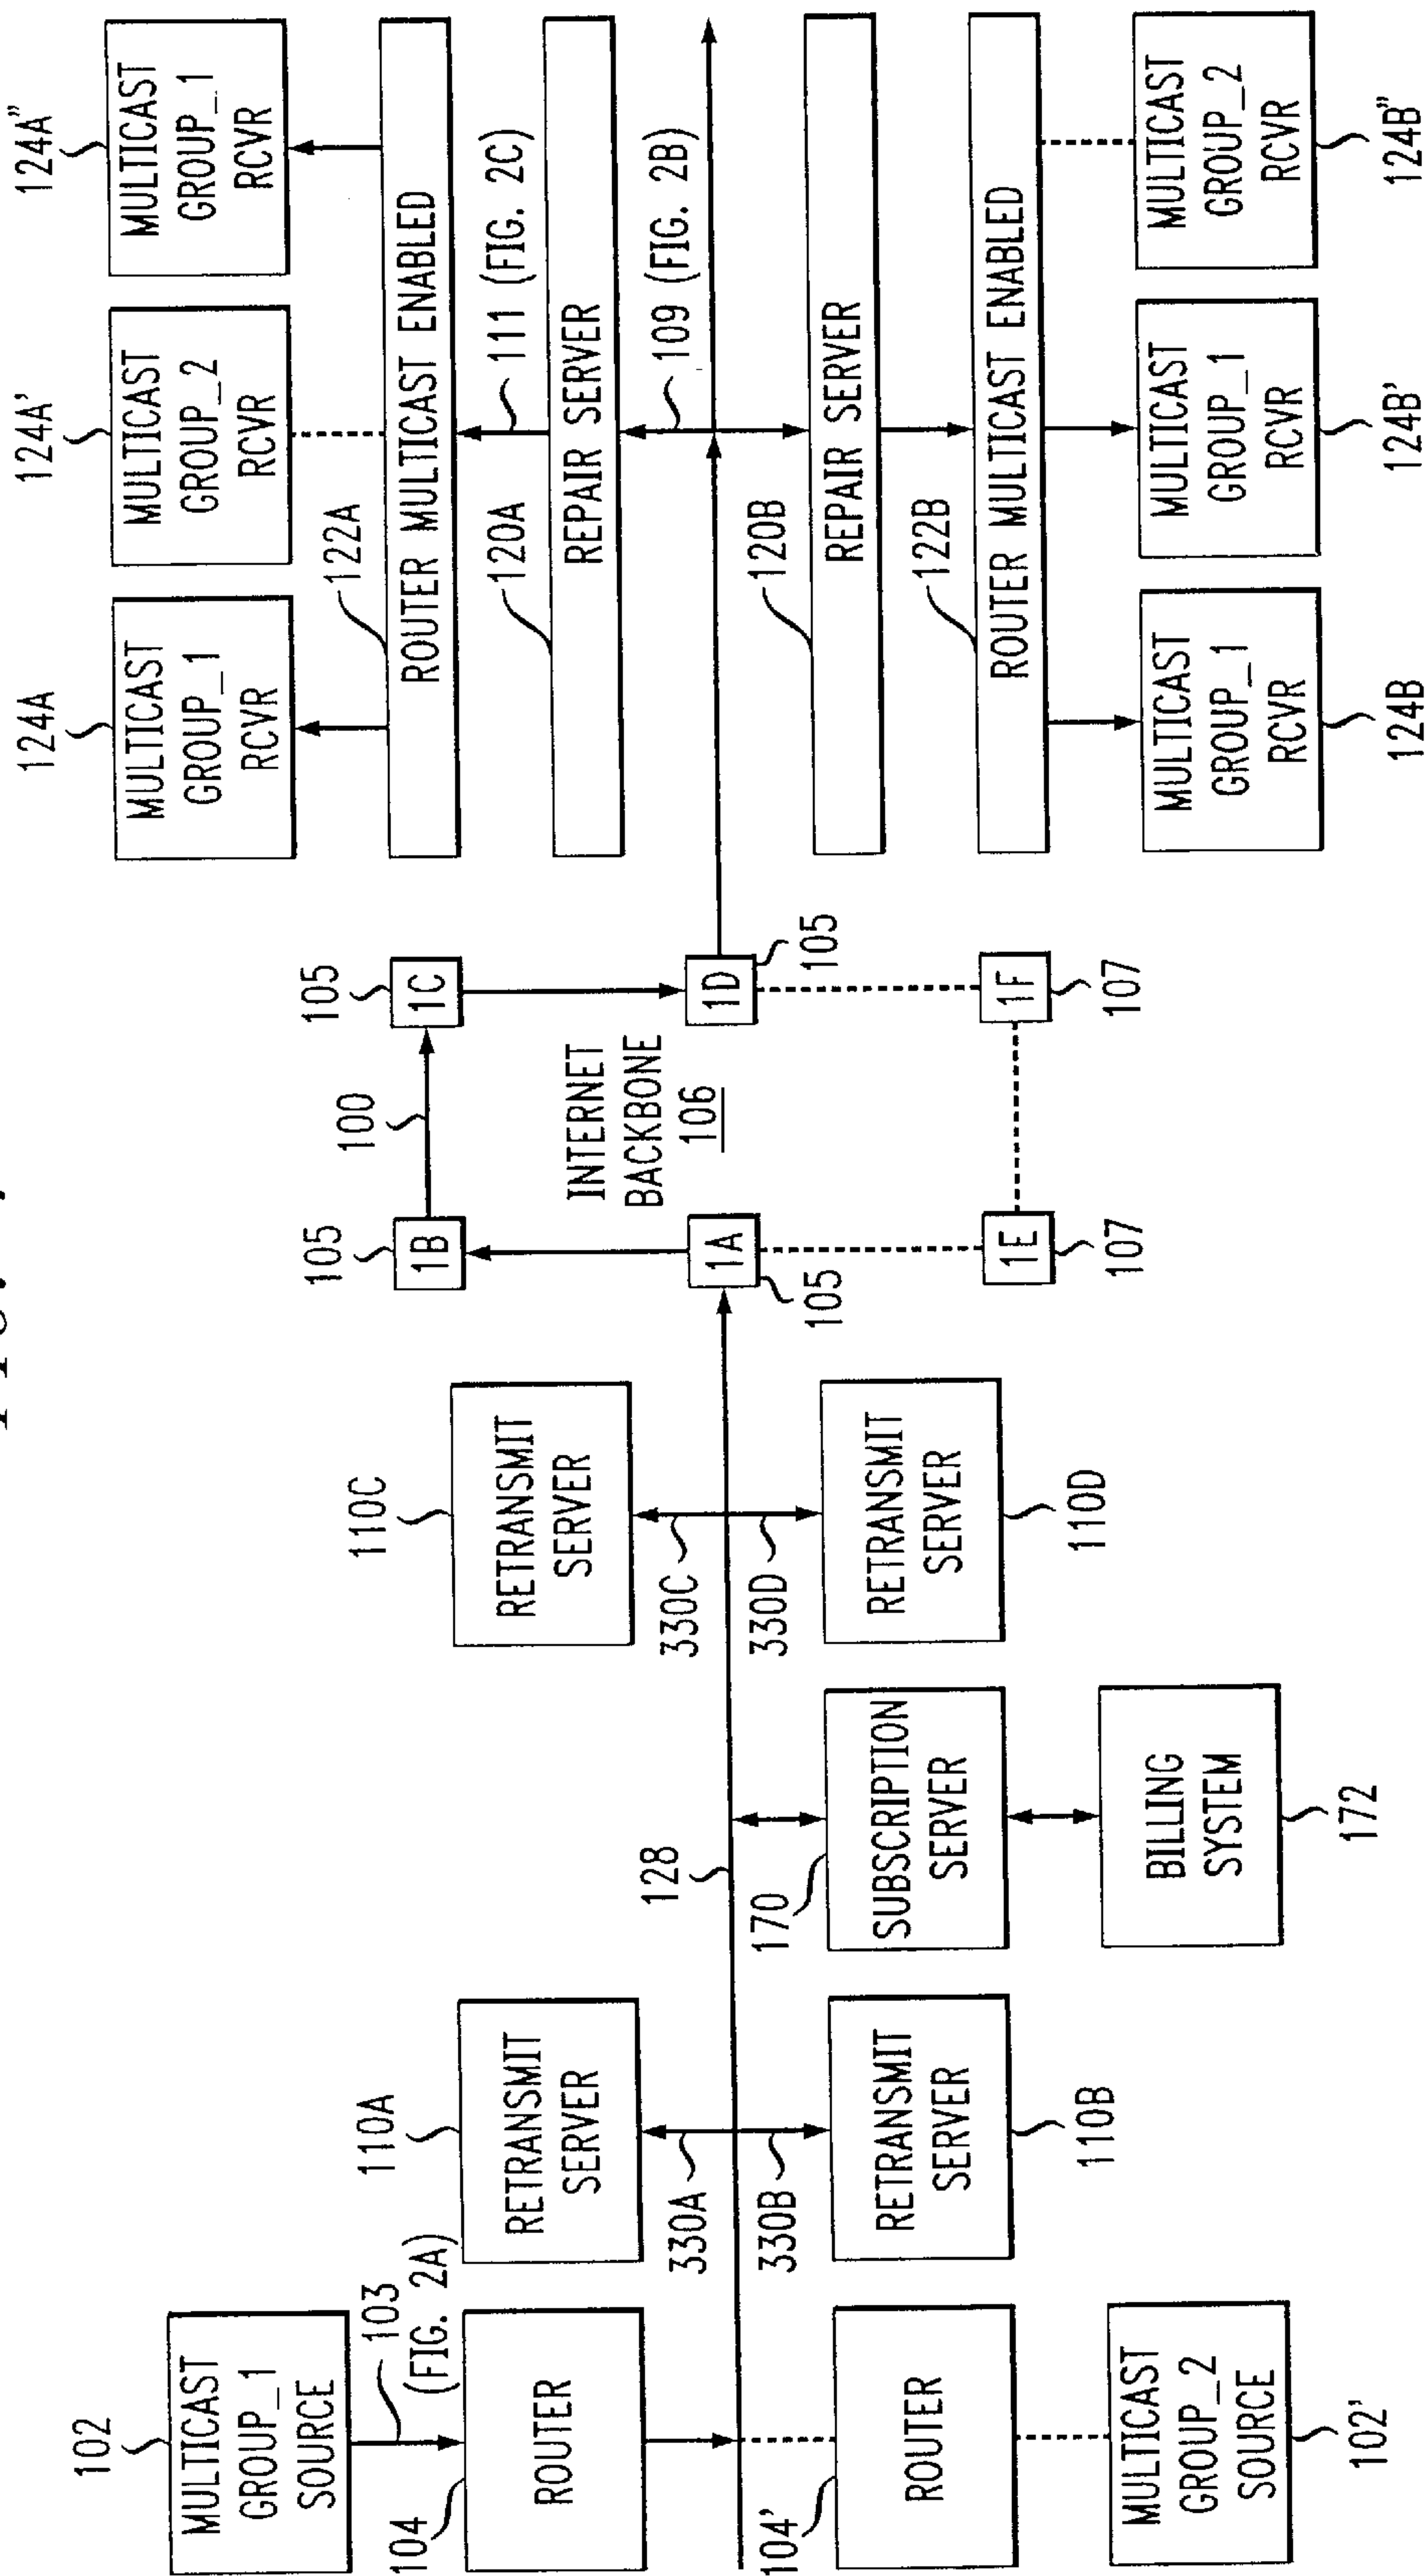 102
MULTICAST
GROUP_1
SOURCE
103
(FIG. 2A)
104
ROUTER
104'
ROUTER
MULTICAST
GROUP_2
SOURCE
102'
110A
RETRANSMIT
SERVER
330A
330B
RETRANSMIT
SERVER
110B
128
170
SUBSCRIPTION
SERVER
BILLING
SYSTEM
172
110C
RETRANSMIT
SERVER
330C
330D
RETRANSMIT
SERVER
110D
105
1B
100
105
1C
INTERNET
BACKBONE
106
1A
105
1D
105
1E
107
1F
107
124A
MULTICAST
GROUP_1
RCVR
124A'
MULTICAST
GROUP_2
RCVR
124A"
MULTICAST
GROUP_1
RCVR
122A
ROUTER MULTICAST ENABLED
111 (FIG. 2C)
120A
REPAIR SERVER
109 (FIG. 2B)
120B
REPAIR SERVER
122B
ROUTER MULTICAST ENABLED
MULTICAST
GROUP_1
RCVR
124B
MULTICAST
GROUP_1
RCVR
124B'
MULTICAST
GROUP_2
RCVR
124B"